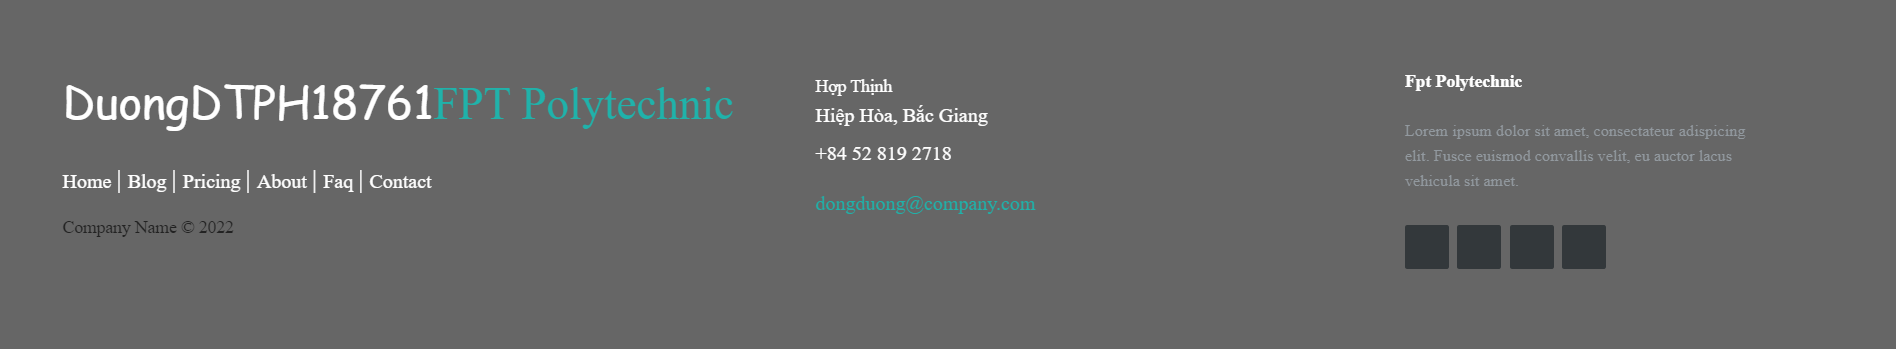 DuongDTPH18761FPT Polytechnic
Home | Blog | Pricing | About | Faq | Contact
Company Name © 2022
Hợp Thịnh
Hiệp Hòa, Bắc Giang
+84 52 819 2718
dongduong@company.com
Fpt Polytechnic
Lorem ipsum dolor sit amet, consectateur adispicing
elit. Fusce euismod convallis velit, eu auctor lacus
vehicula sit amet.